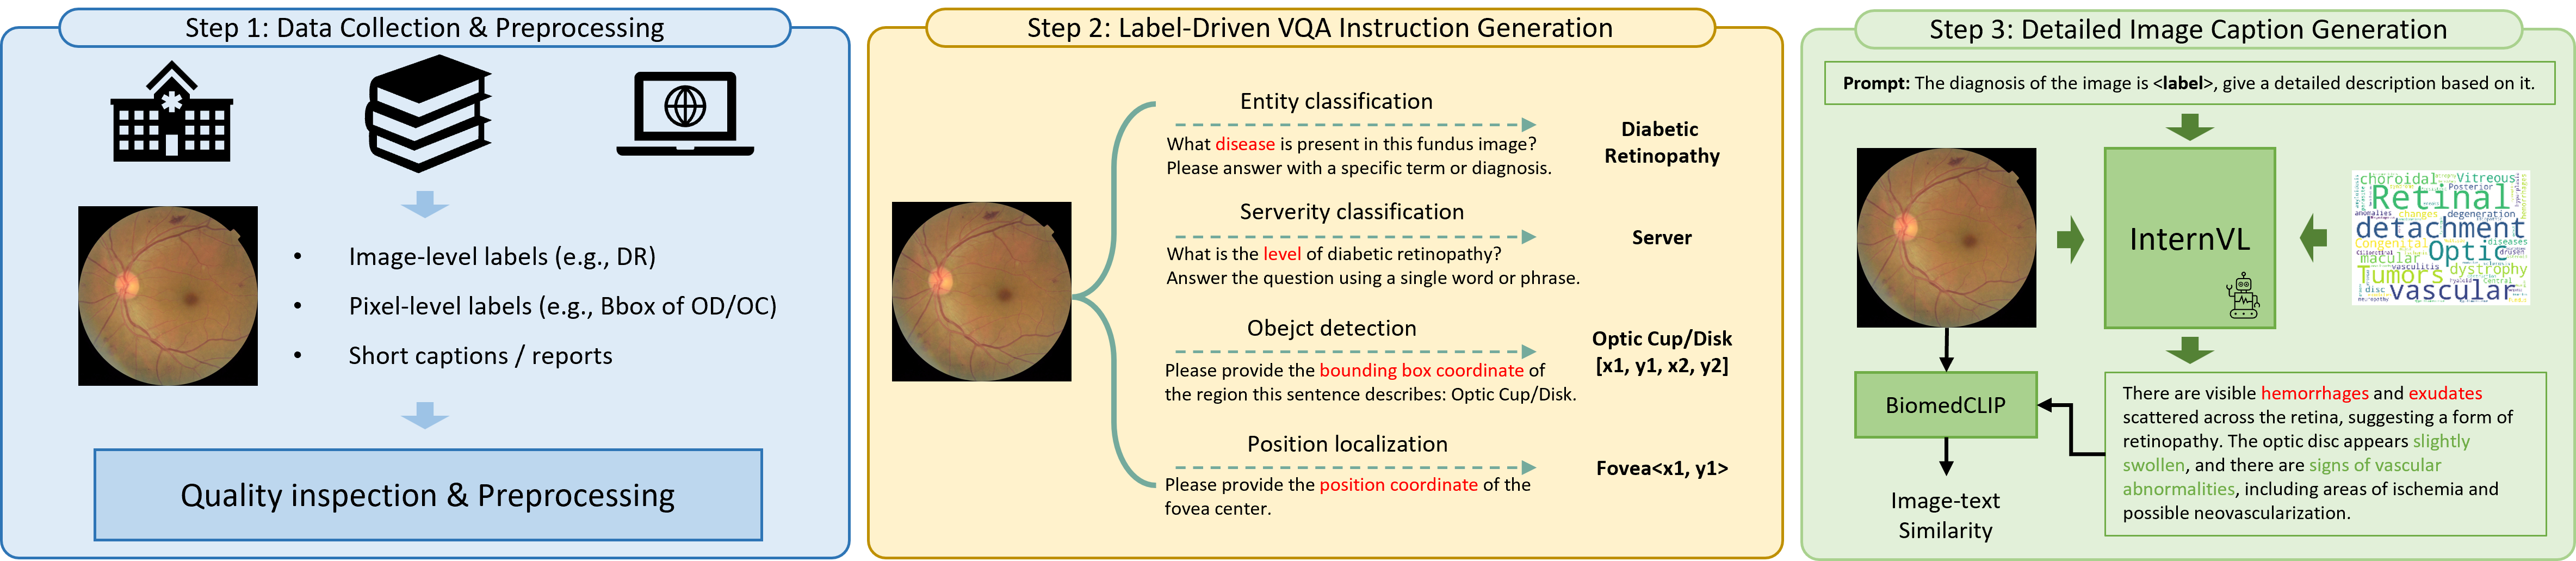 Step 1: Data Collection & Preprocessing
Image-level labels (e.g., DR)
Pixel-level labels (e.g., Bbox of OD/OC)
Short captions / reports
Quality inspection & Preprocessing
Step 2: Label-Driven VQA Instruction Generation
Entity classification
What disease is present in this fundus image?
Please answer with a specific term or diagnosis.
Diabetic
Retinopathy
Serverity classification
What is the level of diabetic retinopathy?
Answer the question using a single word or phrase.
Server
Obejct detection
Please provide the bounding box coordinate of
the region this sentence describes: Optic Cup/Disk.
Optic Cup/Disk
[x1, y1, x2, y2]
Position localization
Please provide the position coordinate of the
fovea center.
Fovea<x1, y1>
Step 3: Detailed Image Caption Generation
Prompt: The diagnosis of the image is <label>, give a detailed description based on it.
InternVL
choroidal Vitreous
Posterior
Retinal
anomalies changes degeneration
detachment
Congenital Optic diseases
macular drusen
vasculitis
Tumors dystrophy
Central
disc vascular
BiomedCLIP
Image-text
Similarity
There are visible hemorrhages and exudates
scattered across the retina, suggesting a form of
retinopathy. The optic disc appears slightly
swollen, and there are signs of vascular
abnormalities, including areas of ischemia and
possible neovascularization.